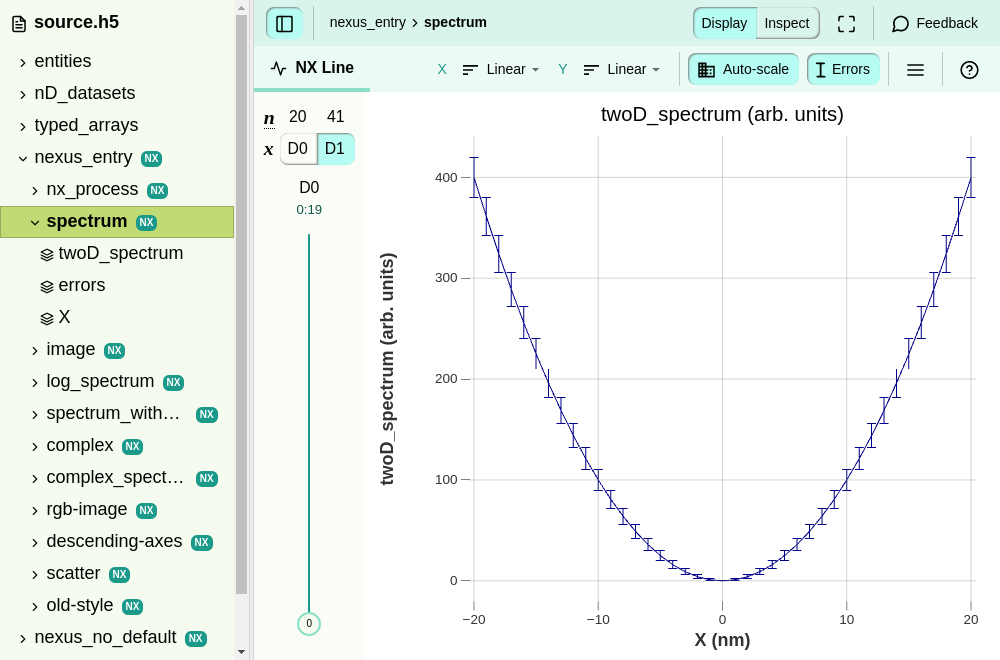 source.h5
entities
nD_datasets
typed_arrays
nexus_entry NX
nx_process NX
spectrum NX
twoD_spectrum
errors
X
image NX
log_spectrum NX
spectrum_with… NX
complex NX
complex_spect… NX
rgb-image NX
descending-axes NX
scatter NX
old-style NX
nexus_no_default NX
nexus_entry › spectrum
Display Inspect Feedback
NX Line X Linear Y Linear Auto-scale Errors
n 20 41
x D0 D1
D0
0:19
0
twoD_spectrum (arb. units)
twoD_spectrum (arb. units)
400
300
200
100
0
−20 −10 0 10 20
X (nm)